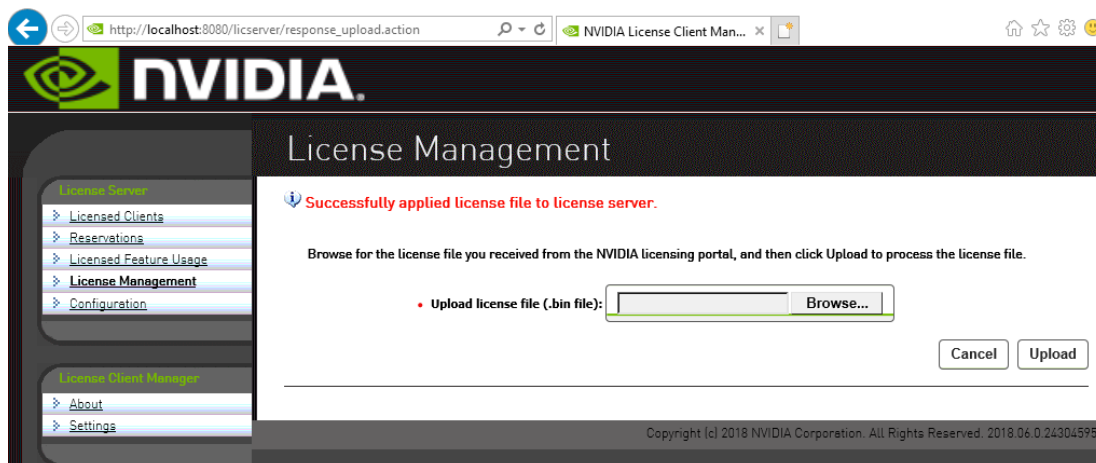 http://localhost:8080/licserver/response_upload.action
NVIDIA License Client Man...
NVIDIA.
License Management
License Server
Licensed Clients
Reservations
Licensed Feature Usage
License Management
Configuration
License Client Manager
About
Settings
Successfully applied license file to license server.
Browse for the license file you received from the NVIDIA licensing portal, and then click Upload to process the license file.
Upload license file (.bin file):
Browse...
Cancel
Upload
Copyright (c) 2018 NVIDIA Corporation. All Rights Reserved. 2018.06.0.24304595